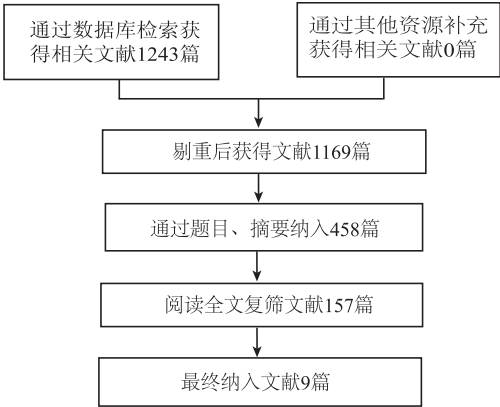 通过数据库检索获
得相关文献1243篇
通过其他资源补充
获得相关文献0篇
剔重后获得文献1169篇
通过题目、摘要纳入458篇
阅读全文复筛文献157篇
最终纳入文献9篇